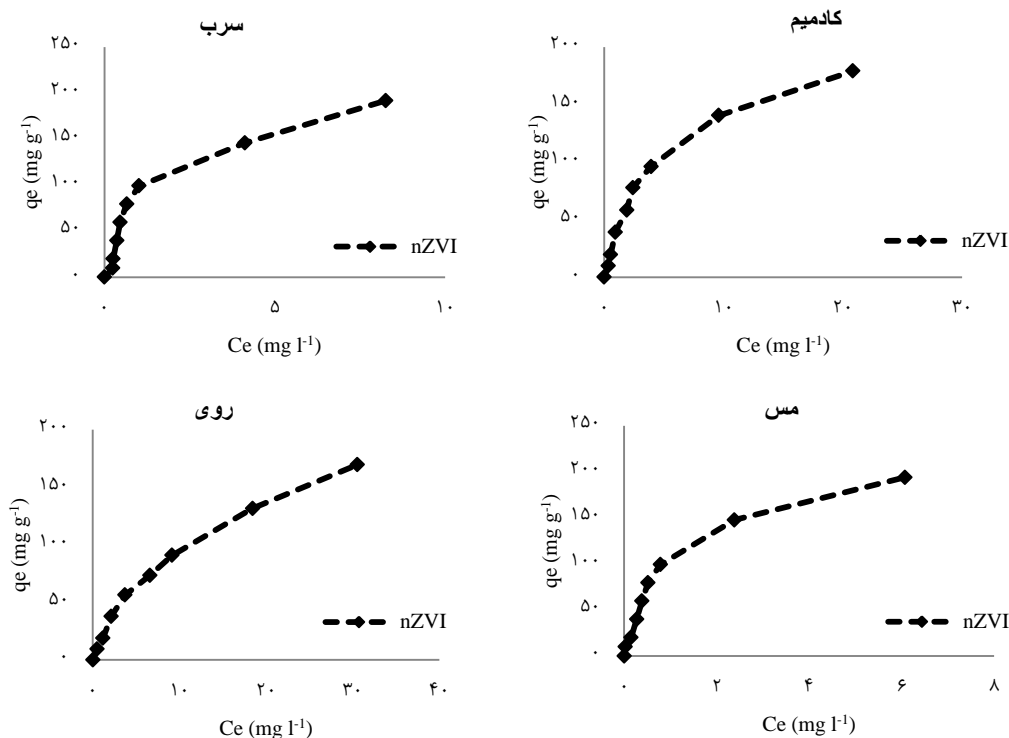 سرب
۲۵۰
۲۰۰
۱۵۰
۱۰۰
۵۰
۰
qe (mg g-1)
nZVI
۰ ۵ ۱۰
Ce (mg l-1)
کادمیم
۲۰۰
۱۵۰
۱۰۰
۵۰
۰
qe (mg g-1)
nZVI
۰ ۱۰ ۲۰ ۳۰
Ce (mg l-1)
روی
۲۰۰
۱۵۰
۱۰۰
۵۰
۰
qe (mg g-1)
nZVI
۰ ۱۰ ۲۰ ۳۰ ۴۰
Ce (mg l-1)
مس
۲۵۰
۲۰۰
۱۵۰
۱۰۰
۵۰
۰
qe (mg g-1)
nZVI
۰ ۲ ۴ ۶ ۸
Ce (mg l-1)